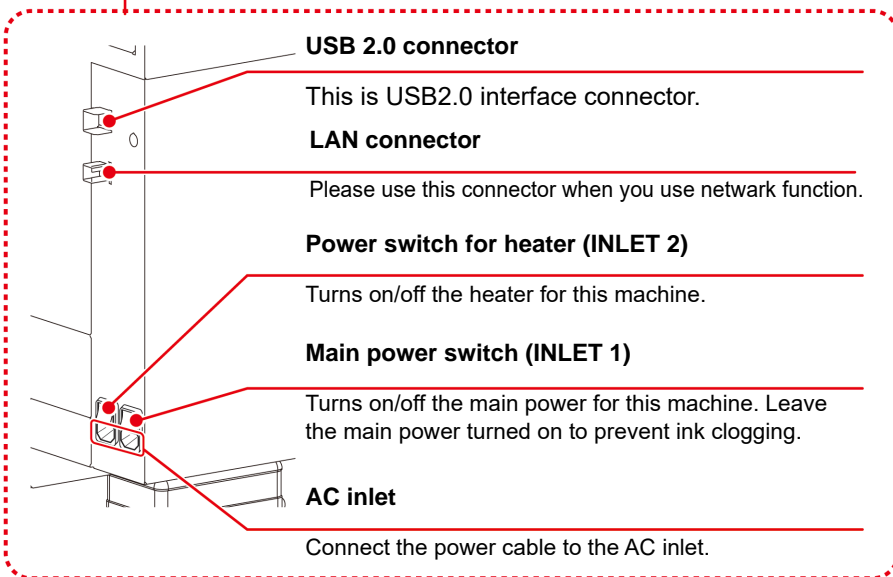 USB 2.0 connector
This is USB2.0 interface connector.
LAN connector
Please use this connector when you use netwark function.
Power switch for heater (INLET 2)
Turns on/off the heater for this machine.
Main power switch (INLET 1)
Turns on/off the main power for this machine. Leave
the main power turned on to prevent ink clogging.
AC inlet
Connect the power cable to the AC inlet.